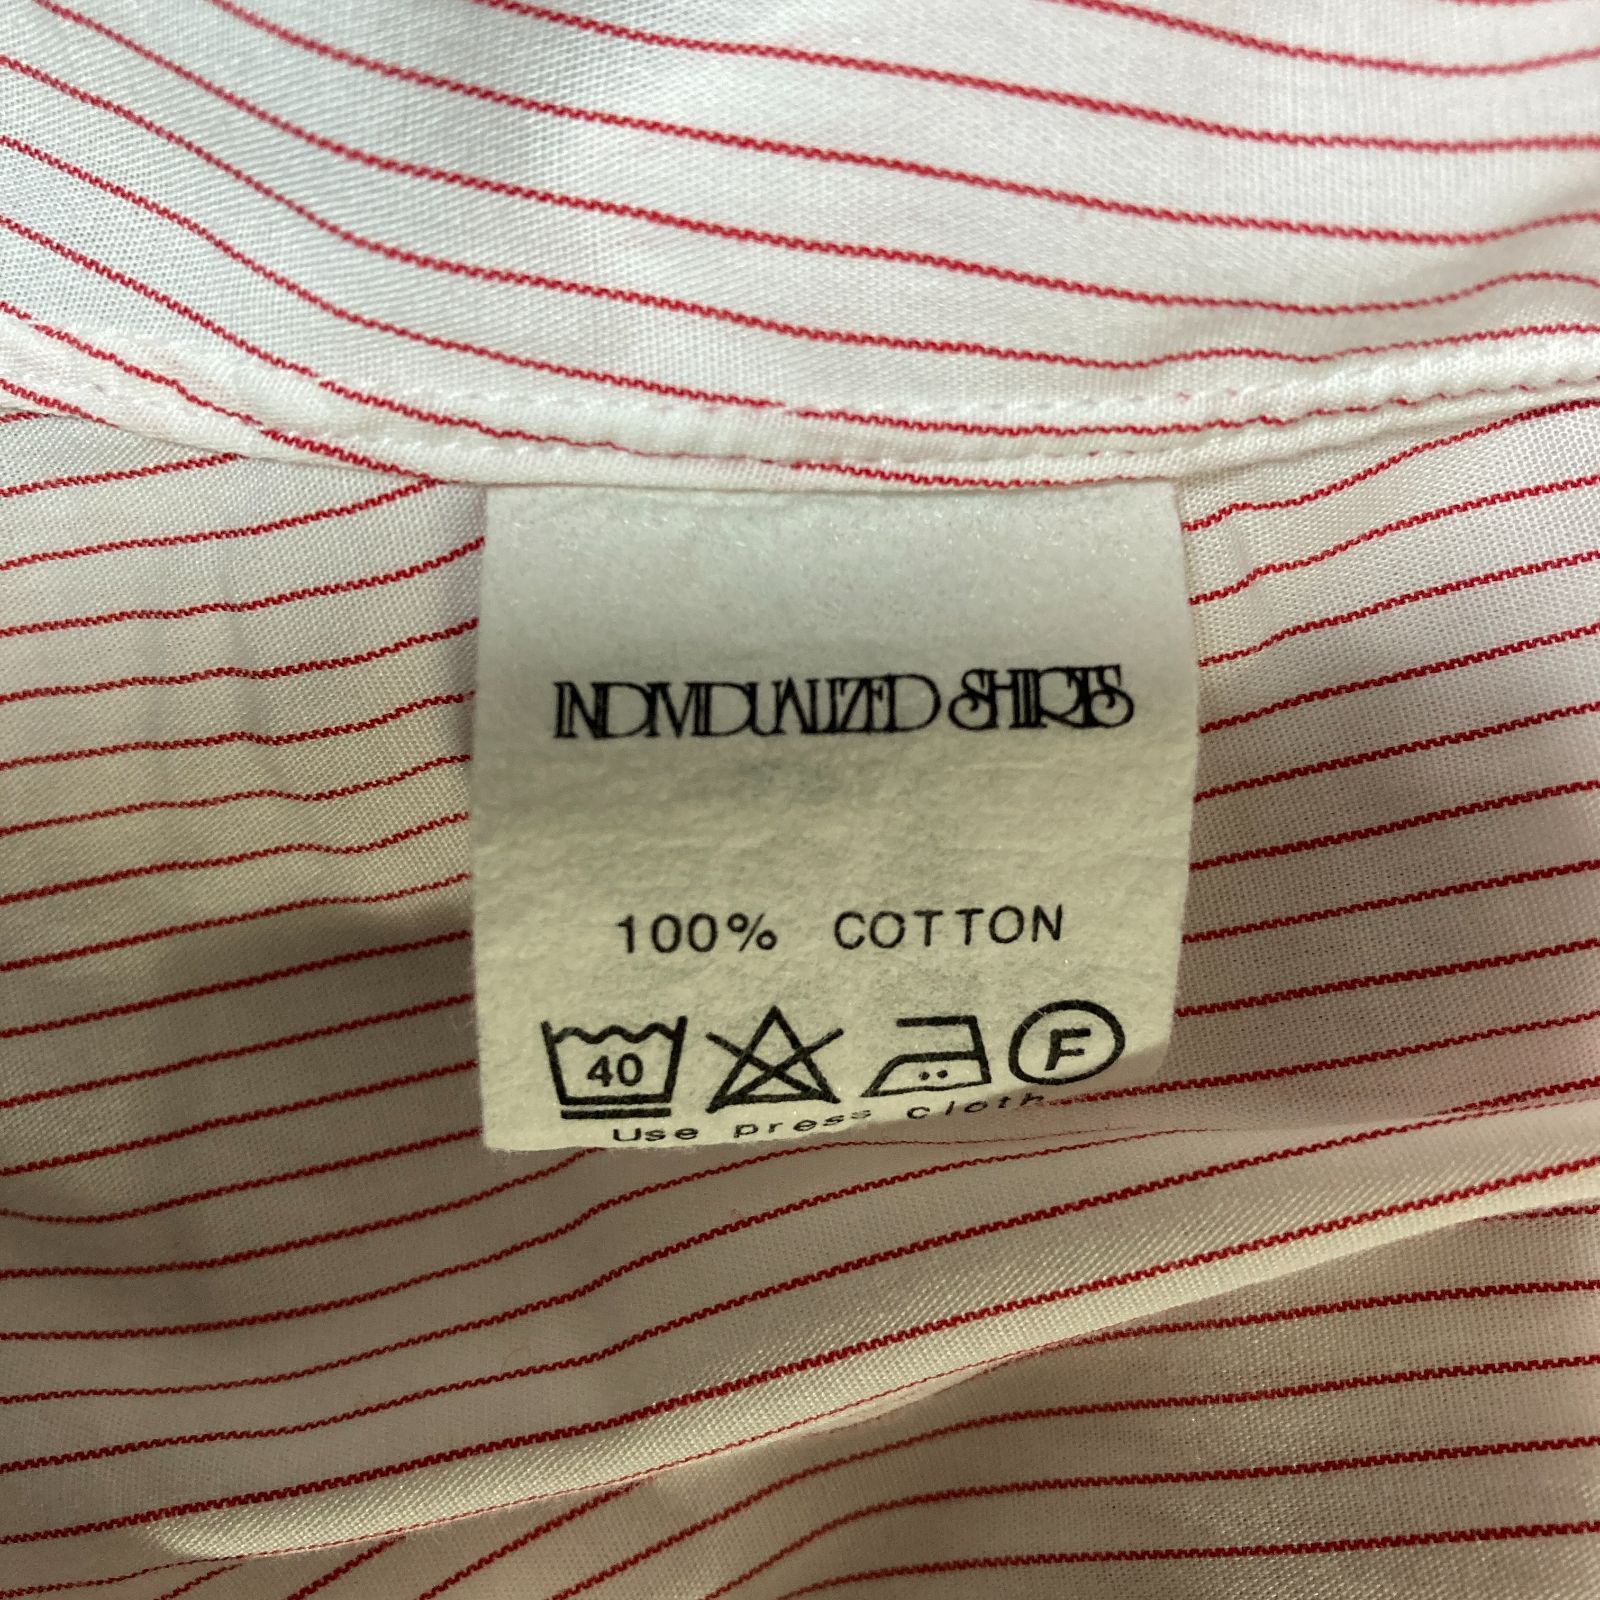 INDIVIDUALIZED SHIRTS
100% COTTON
40 F
Use press cloth